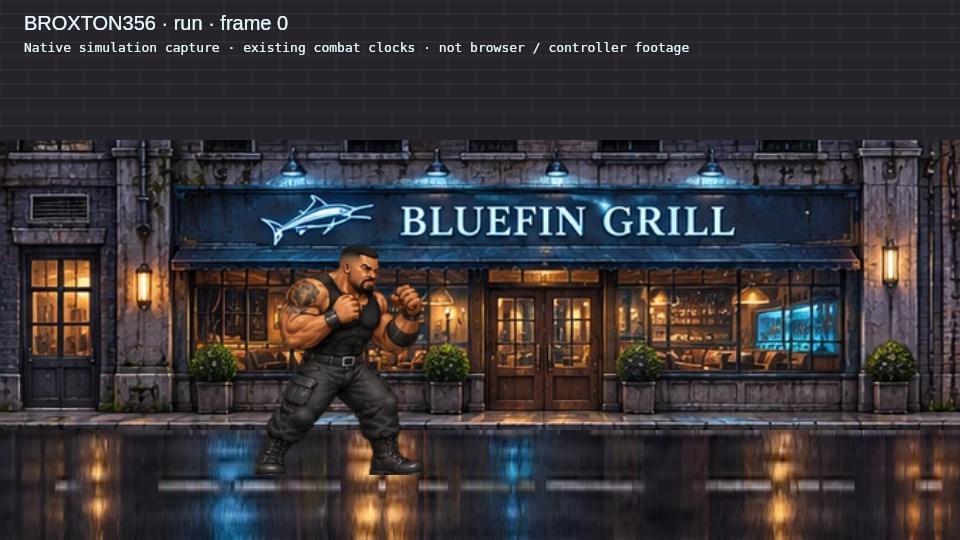 BROXTON356 · run · frame 0
Native simulation capture · existing combat clocks · not browser / controller footage
BLUEFIN GRILL